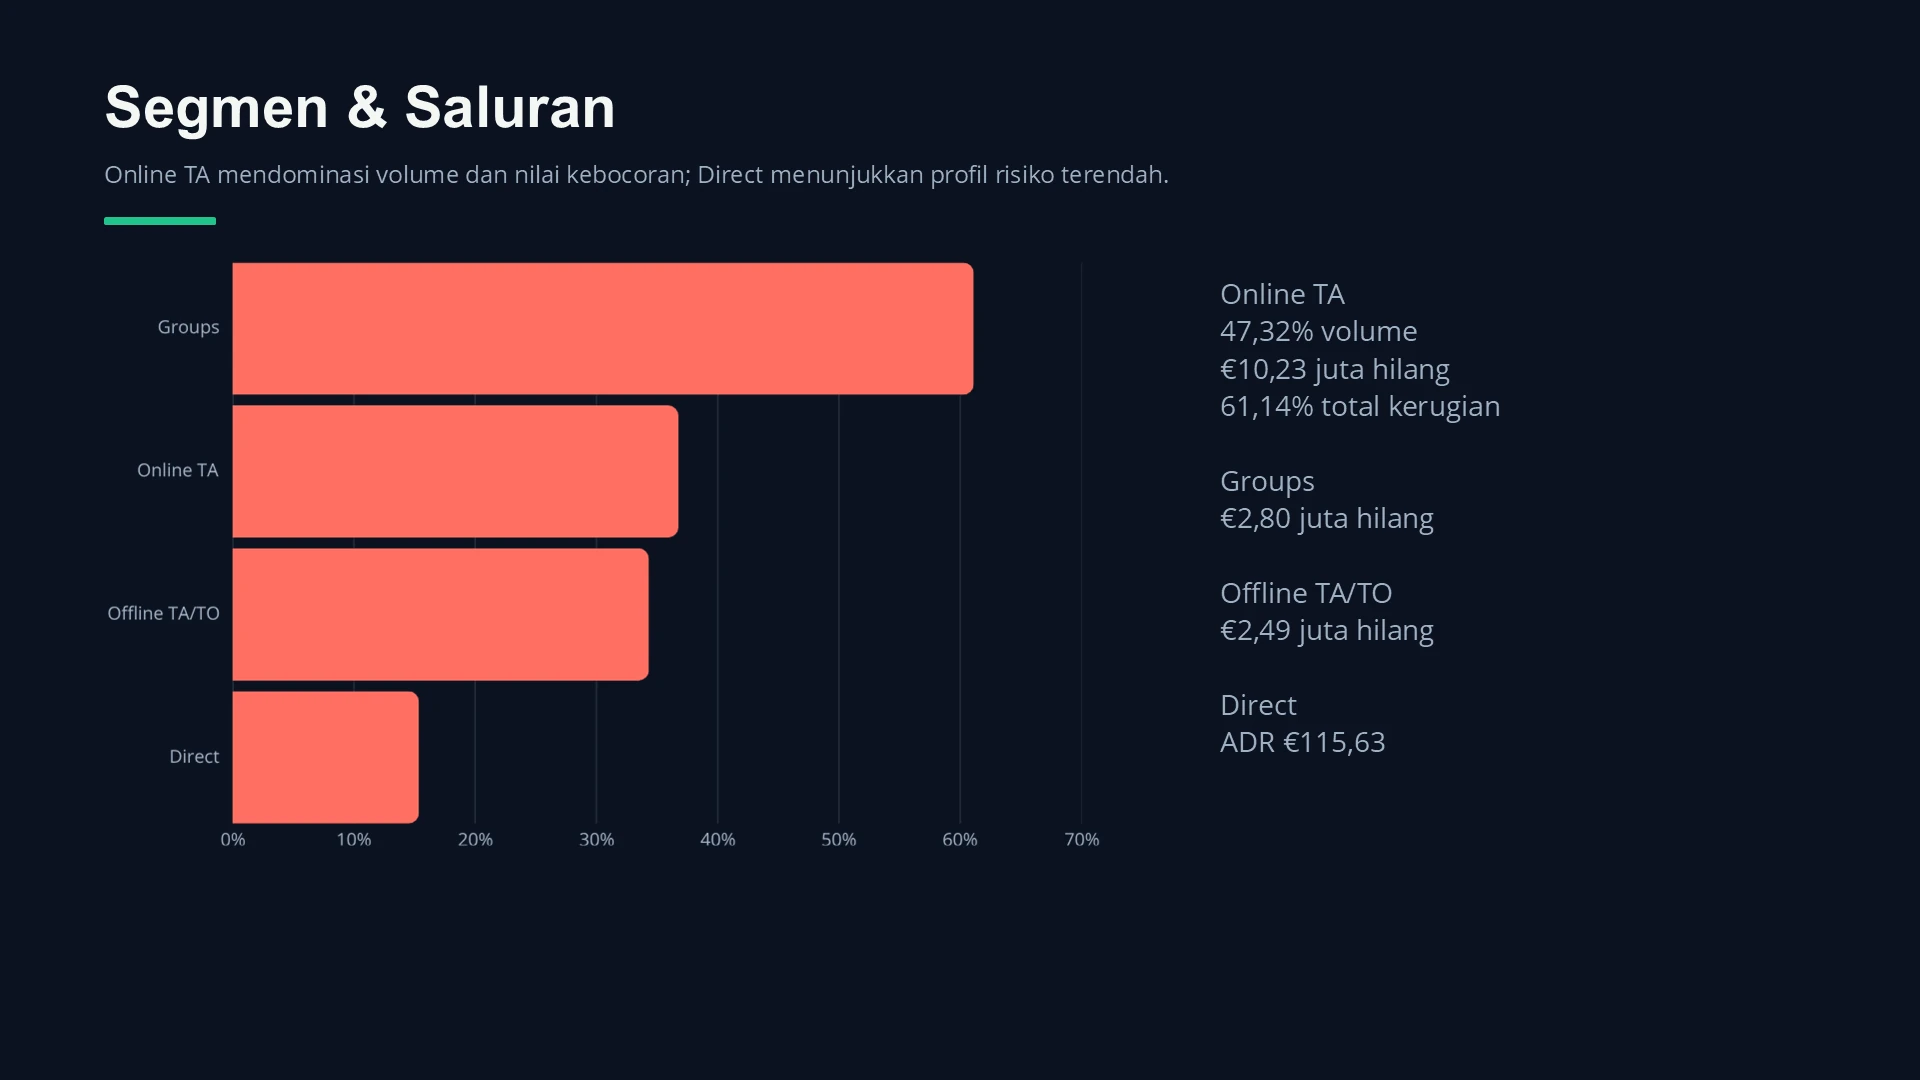 Segmen & Saluran
Online TA mendominasi volume dan nilai kebocoran; Direct menunjukkan profil risiko terendah.
Groups
Online TA
Offline TA/TO
Direct
0%
10%
20%
30%
40%
50%
60%
70%
Online TA
47,32% volume
€10,23 juta hilang
61,14% total kerugian
Groups
€2,80 juta hilang
Offline TA/TO
€2,49 juta hilang
Direct
ADR €115,63